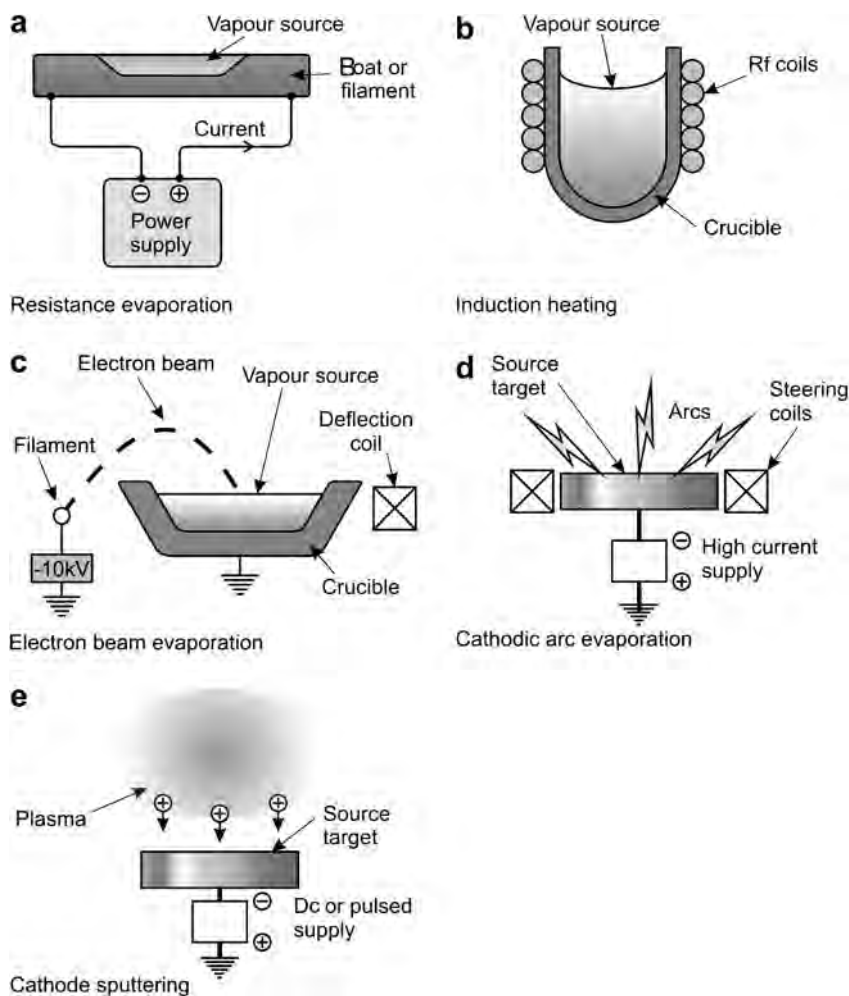 a
Vapour source
Boat or
filament
Current
⊖ ⊕
Power
supply
Resistance evaporation
b
Vapour source
Rf coils
Crucible
Induction heating
c
Electron beam
Vapour source
Deflection
coil
Filament
-10kV
Crucible
Electron beam evaporation
d
Source
target
Arcs
Steering
coils
⊖
High current
supply
⊕
Cathodic arc evaporation
e
Plasma
⊕ ⊕ ⊕
Source
target
⊖
Dc or pulsed
supply
⊕
Cathode sputtering